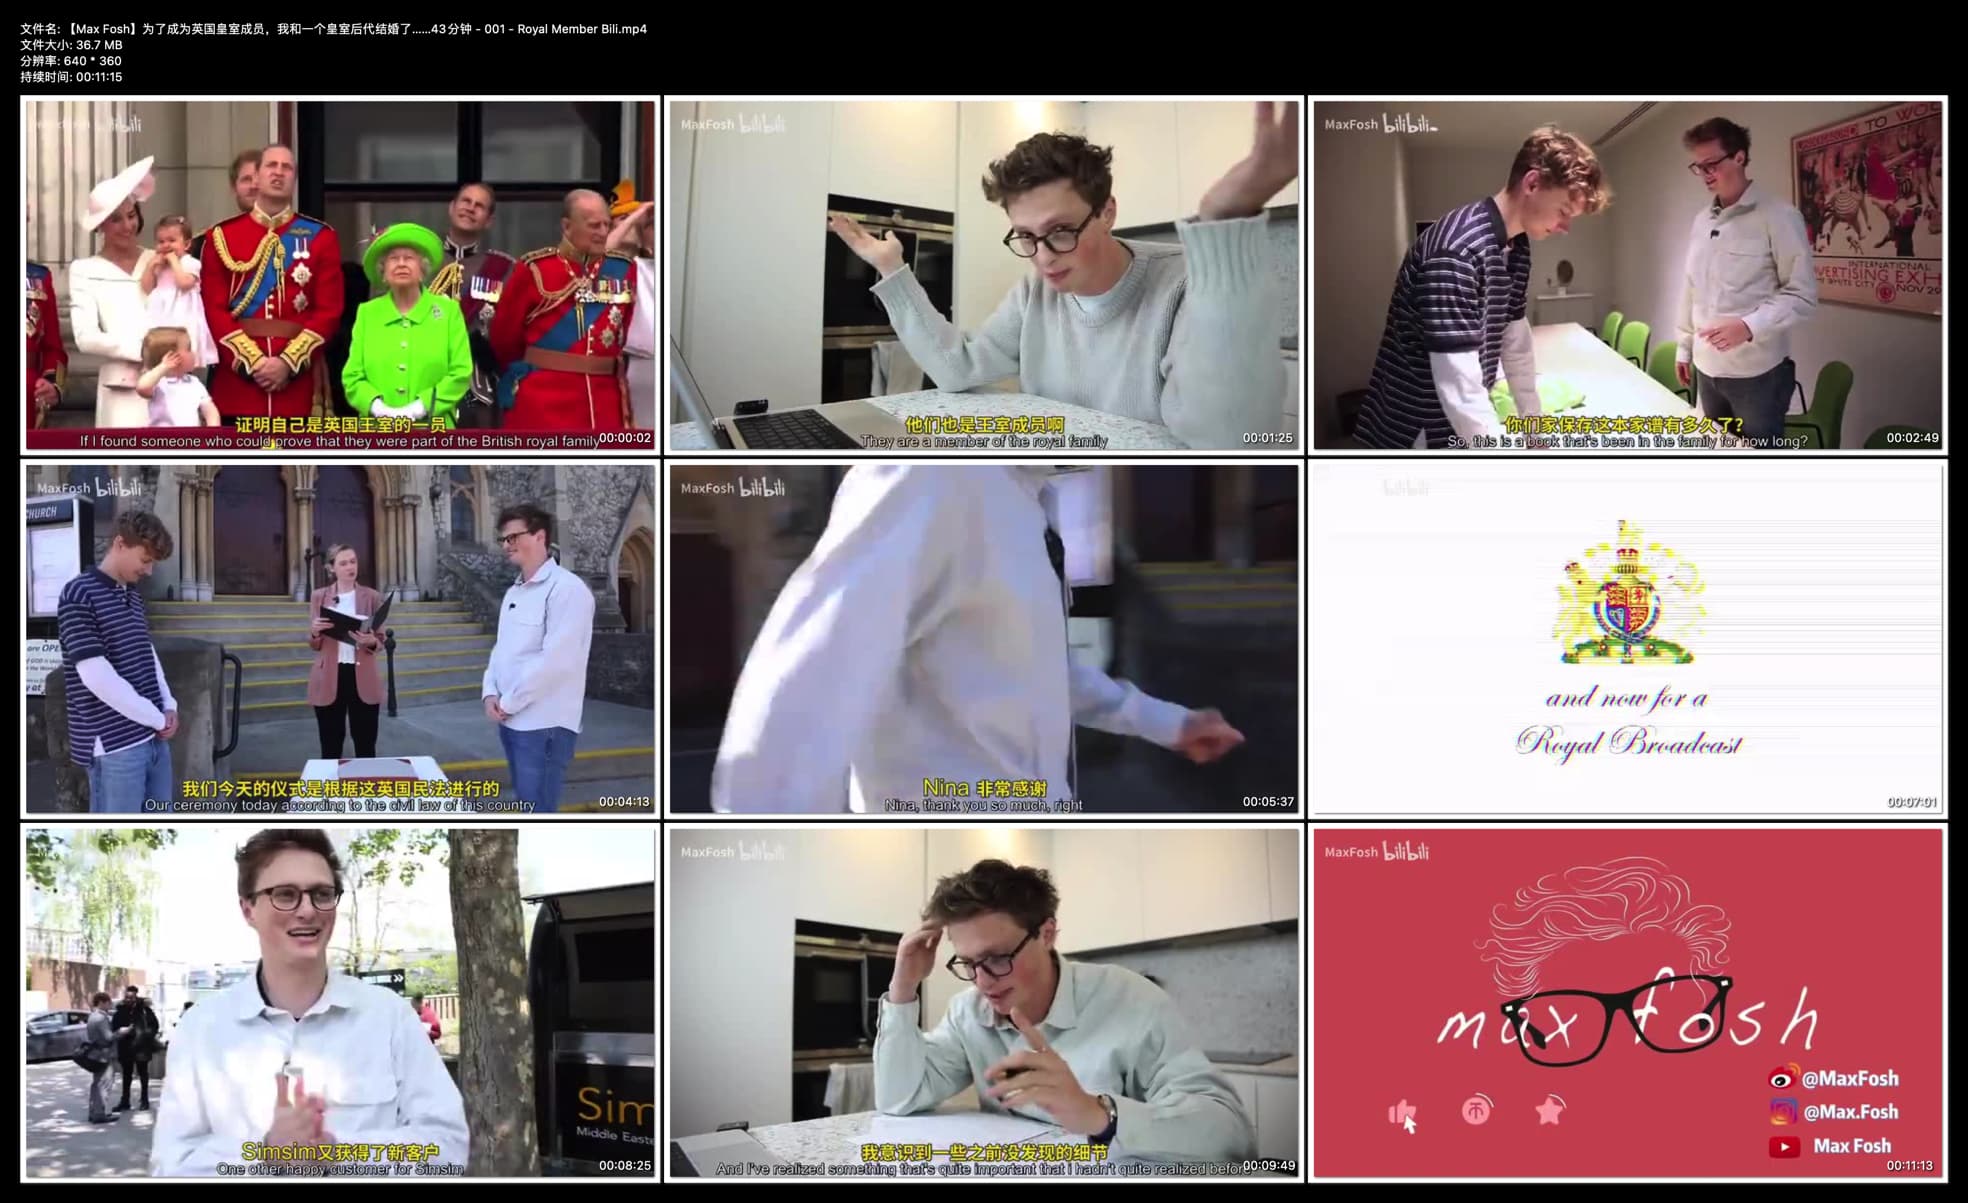 文件名: 【Max Fosh】为了成为英国皇室成员，我和一个皇室后代结婚了……43分钟 - 001 - Royal Member Bili.mp4
文件大小: 36.7 MB
分辨率: 640 * 360
持续时间: 00:11:15
bilibili
证明自己是英国王室的一员
If I found someone who could prove that they were part of the British royal family
00:00:02
MaxFosh bilibili
他们也是王室成员啊
They are a member of the royal family
00:01:25
MaxFosh bilibili
TO WO
INTERNATIONAL
VERTISING EXH
WHITE CITY NOV 29
你们家保存这本家谱有多久了?
So, this is a book that's been in the family for how long?
00:02:49
MaxFosh bilibili
CHURCH
are OPE
我们今天的仪式是根据这英国民法进行的
Our ceremony today according to the civil law of this country
00:04:13
MaxFosh bilibili
Nina 非常感谢
Nina, thank you so much, right
00:05:37
bilibili
and now for a
Royal Broadcast
00:07:01
Sim
Middle Easte
Simsim又获得了新客户
One other happy customer for Simsim
00:08:25
MaxFosh bilibili
我意识到一些之前没发现的细节
And I've realized something that's quite important that i hadn't quite realized before
00:09:49
MaxFosh bilibili
max fosh
@MaxFosh
@Max.Fosh
Max Fosh
00:11:13